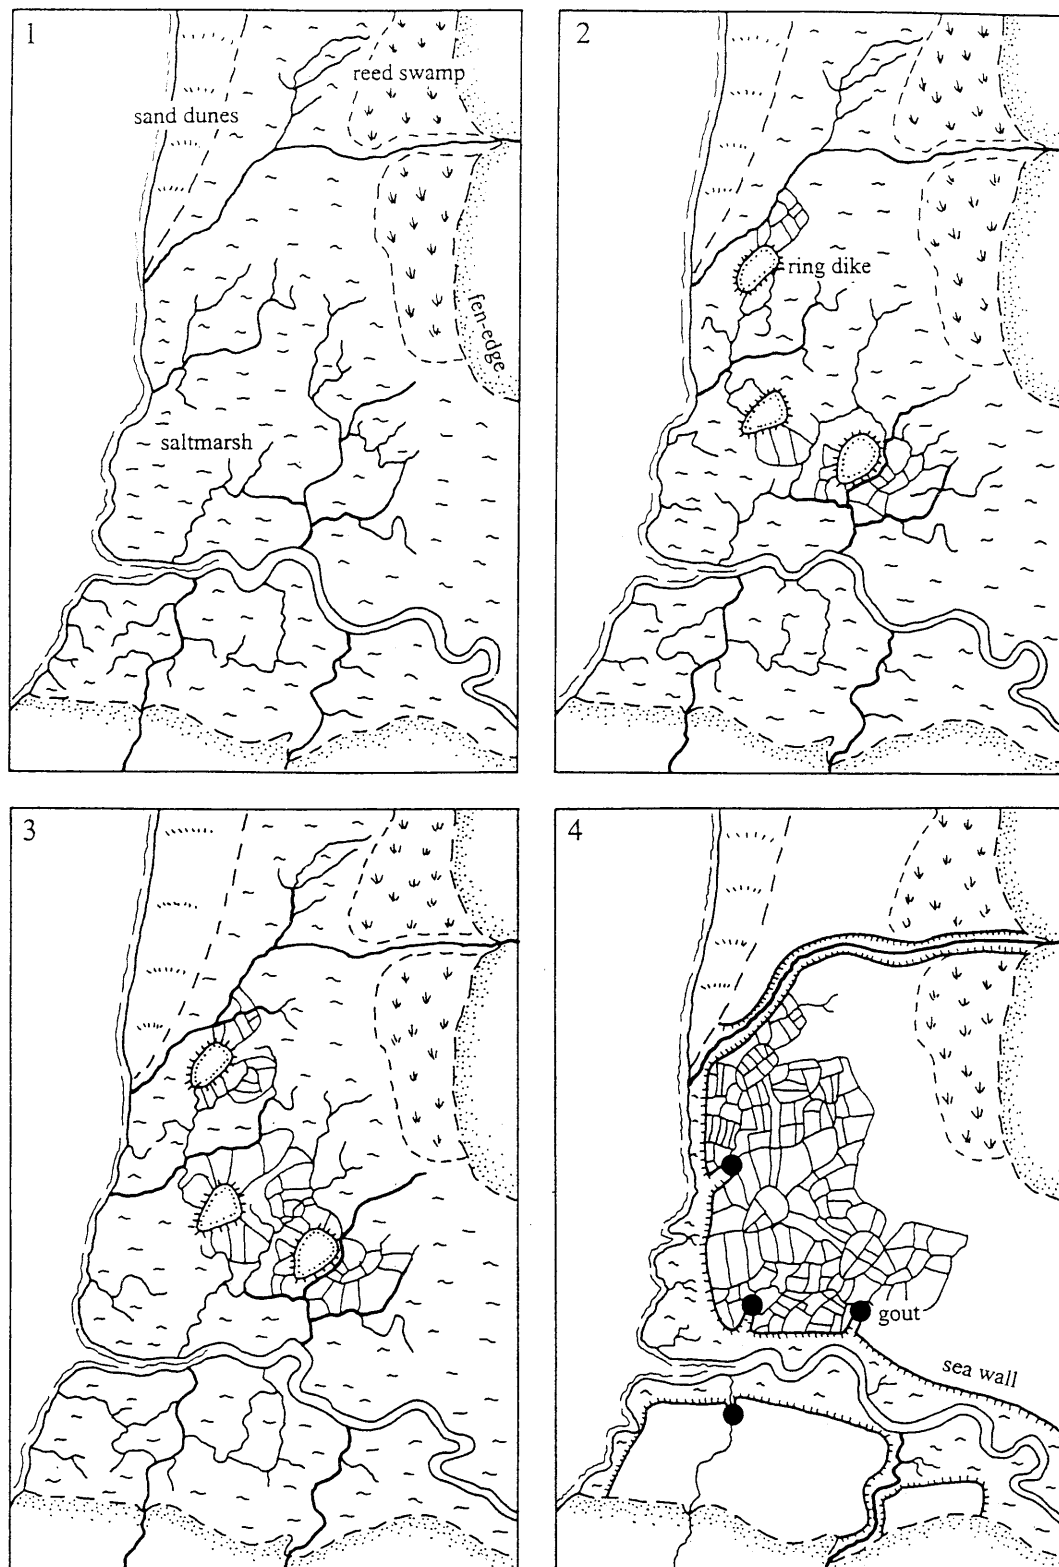 1
reed swamp
sand dunes
fen-edge
saltmarsh
2
ring dike
3
4
gout
sea wall